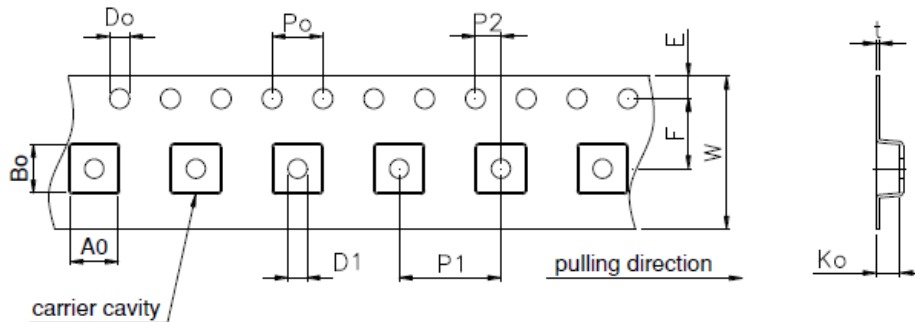 Do
Po
P2
E
t
Bo
F
W
A0
D1
P1
pulling direction
Ko
carrier cavity